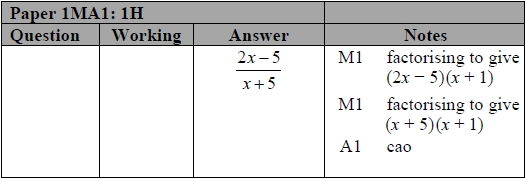 Paper 1MA1: 1H
Question Working Answer Notes
2x – 5
x + 5
M1 factorising to give
(2x – 5)(x + 1)
M1 factorising to give
(x + 5)(x + 1)
A1 cao